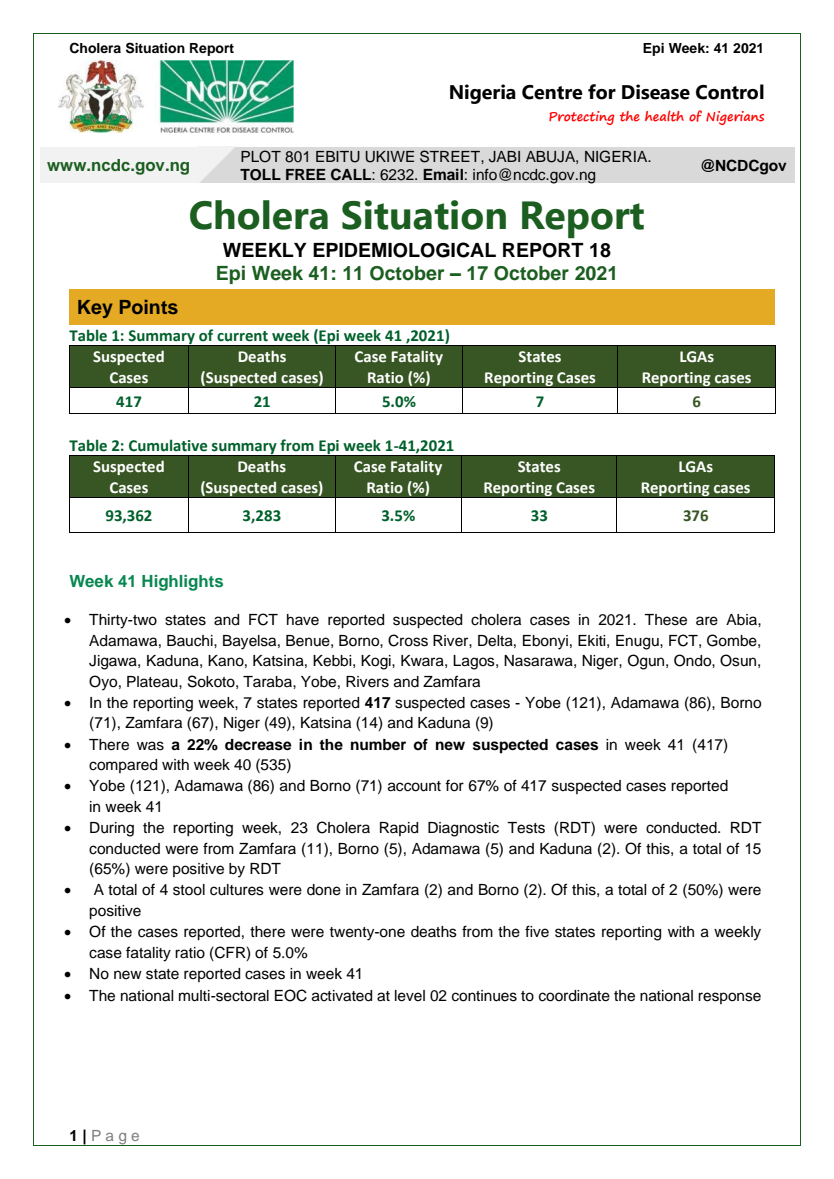 Cholera Situation Report Epi Week: 41 2021
NCDC
NIGERIA CENTRE FOR DISEASE CONTROL
Nigeria Centre for Disease Control
Protecting the health of Nigerians
www.ncdc.gov.ng
PLOT 801 EBITU UKIWE STREET, JABI ABUJA, NIGERIA.
TOLL FREE CALL: 6232. Email: info@ncdc.gov.ng
@NCDCgov
Cholera Situation Report
WEEKLY EPIDEMIOLOGICAL REPORT 18
Epi Week 41: 11 October – 17 October 2021
Key Points
Table 1: Summary of current week (Epi week 41 ,2021)
Suspected Deaths Case Fatality States LGAs
Cases (Suspected cases) Ratio (%) Reporting Cases Reporting cases
417 21 5.0% 7 6
Table 2: Cumulative summary from Epi week 1-41,2021
Suspected Deaths Case Fatality States LGAs
Cases (Suspected cases) Ratio (%) Reporting Cases Reporting cases
93,362 3,283 3.5% 33 376
Week 41 Highlights
• Thirty-two states and FCT have reported suspected cholera cases in 2021. These are Abia,
Adamawa, Bauchi, Bayelsa, Benue, Borno, Cross River, Delta, Ebonyi, Ekiti, Enugu, FCT, Gombe,
Jigawa, Kaduna, Kano, Katsina, Kebbi, Kogi, Kwara, Lagos, Nasarawa, Niger, Ogun, Ondo, Osun,
Oyo, Plateau, Sokoto, Taraba, Yobe, Rivers and Zamfara
• In the reporting week, 7 states reported 417 suspected cases - Yobe (121), Adamawa (86), Borno
(71), Zamfara (67), Niger (49), Katsina (14) and Kaduna (9)
• There was a 22% decrease in the number of new suspected cases in week 41 (417)
compared with week 40 (535)
• Yobe (121), Adamawa (86) and Borno (71) account for 67% of 417 suspected cases reported
in week 41
• During the reporting week, 23 Cholera Rapid Diagnostic Tests (RDT) were conducted. RDT
conducted were from Zamfara (11), Borno (5), Adamawa (5) and Kaduna (2). Of this, a total of 15
(65%) were positive by RDT
• A total of 4 stool cultures were done in Zamfara (2) and Borno (2). Of this, a total of 2 (50%) were
positive
• Of the cases reported, there were twenty-one deaths from the five states reporting with a weekly
case fatality ratio (CFR) of 5.0%
• No new state reported cases in week 41
• The national multi-sectoral EOC activated at level 02 continues to coordinate the national response
1 | Page